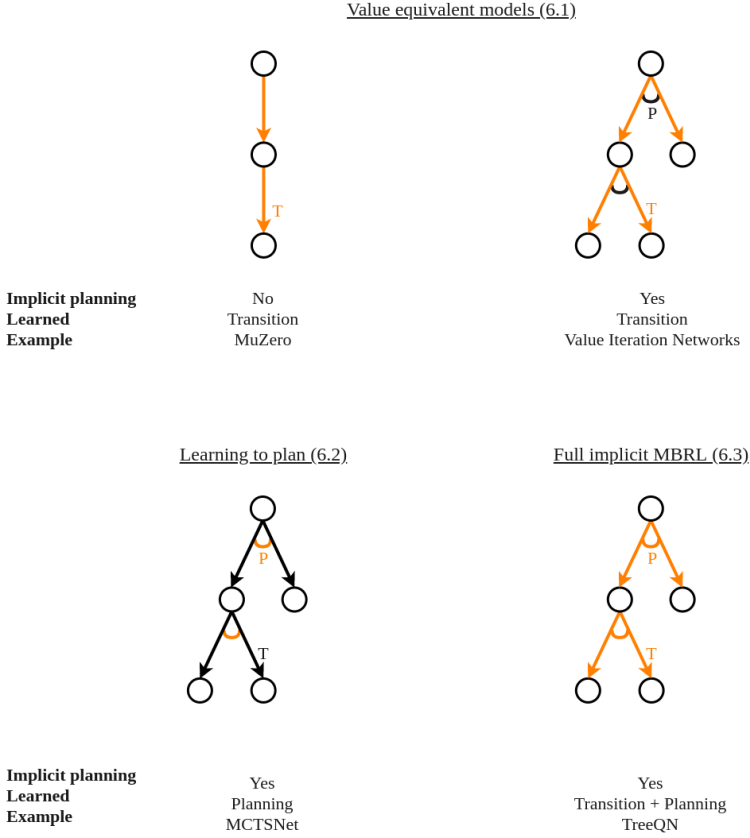 Value equivalent models (6.1)
P
T
T
Implicit planning No Yes
Learned Transition Transition
Example MuZero Value Iteration Networks
Learning to plan (6.2) Full implicit MBRL (6.3)
P P
T T
Implicit planning Yes Yes
Learned Planning Transition + Planning
Example MCTSNet TreeQN